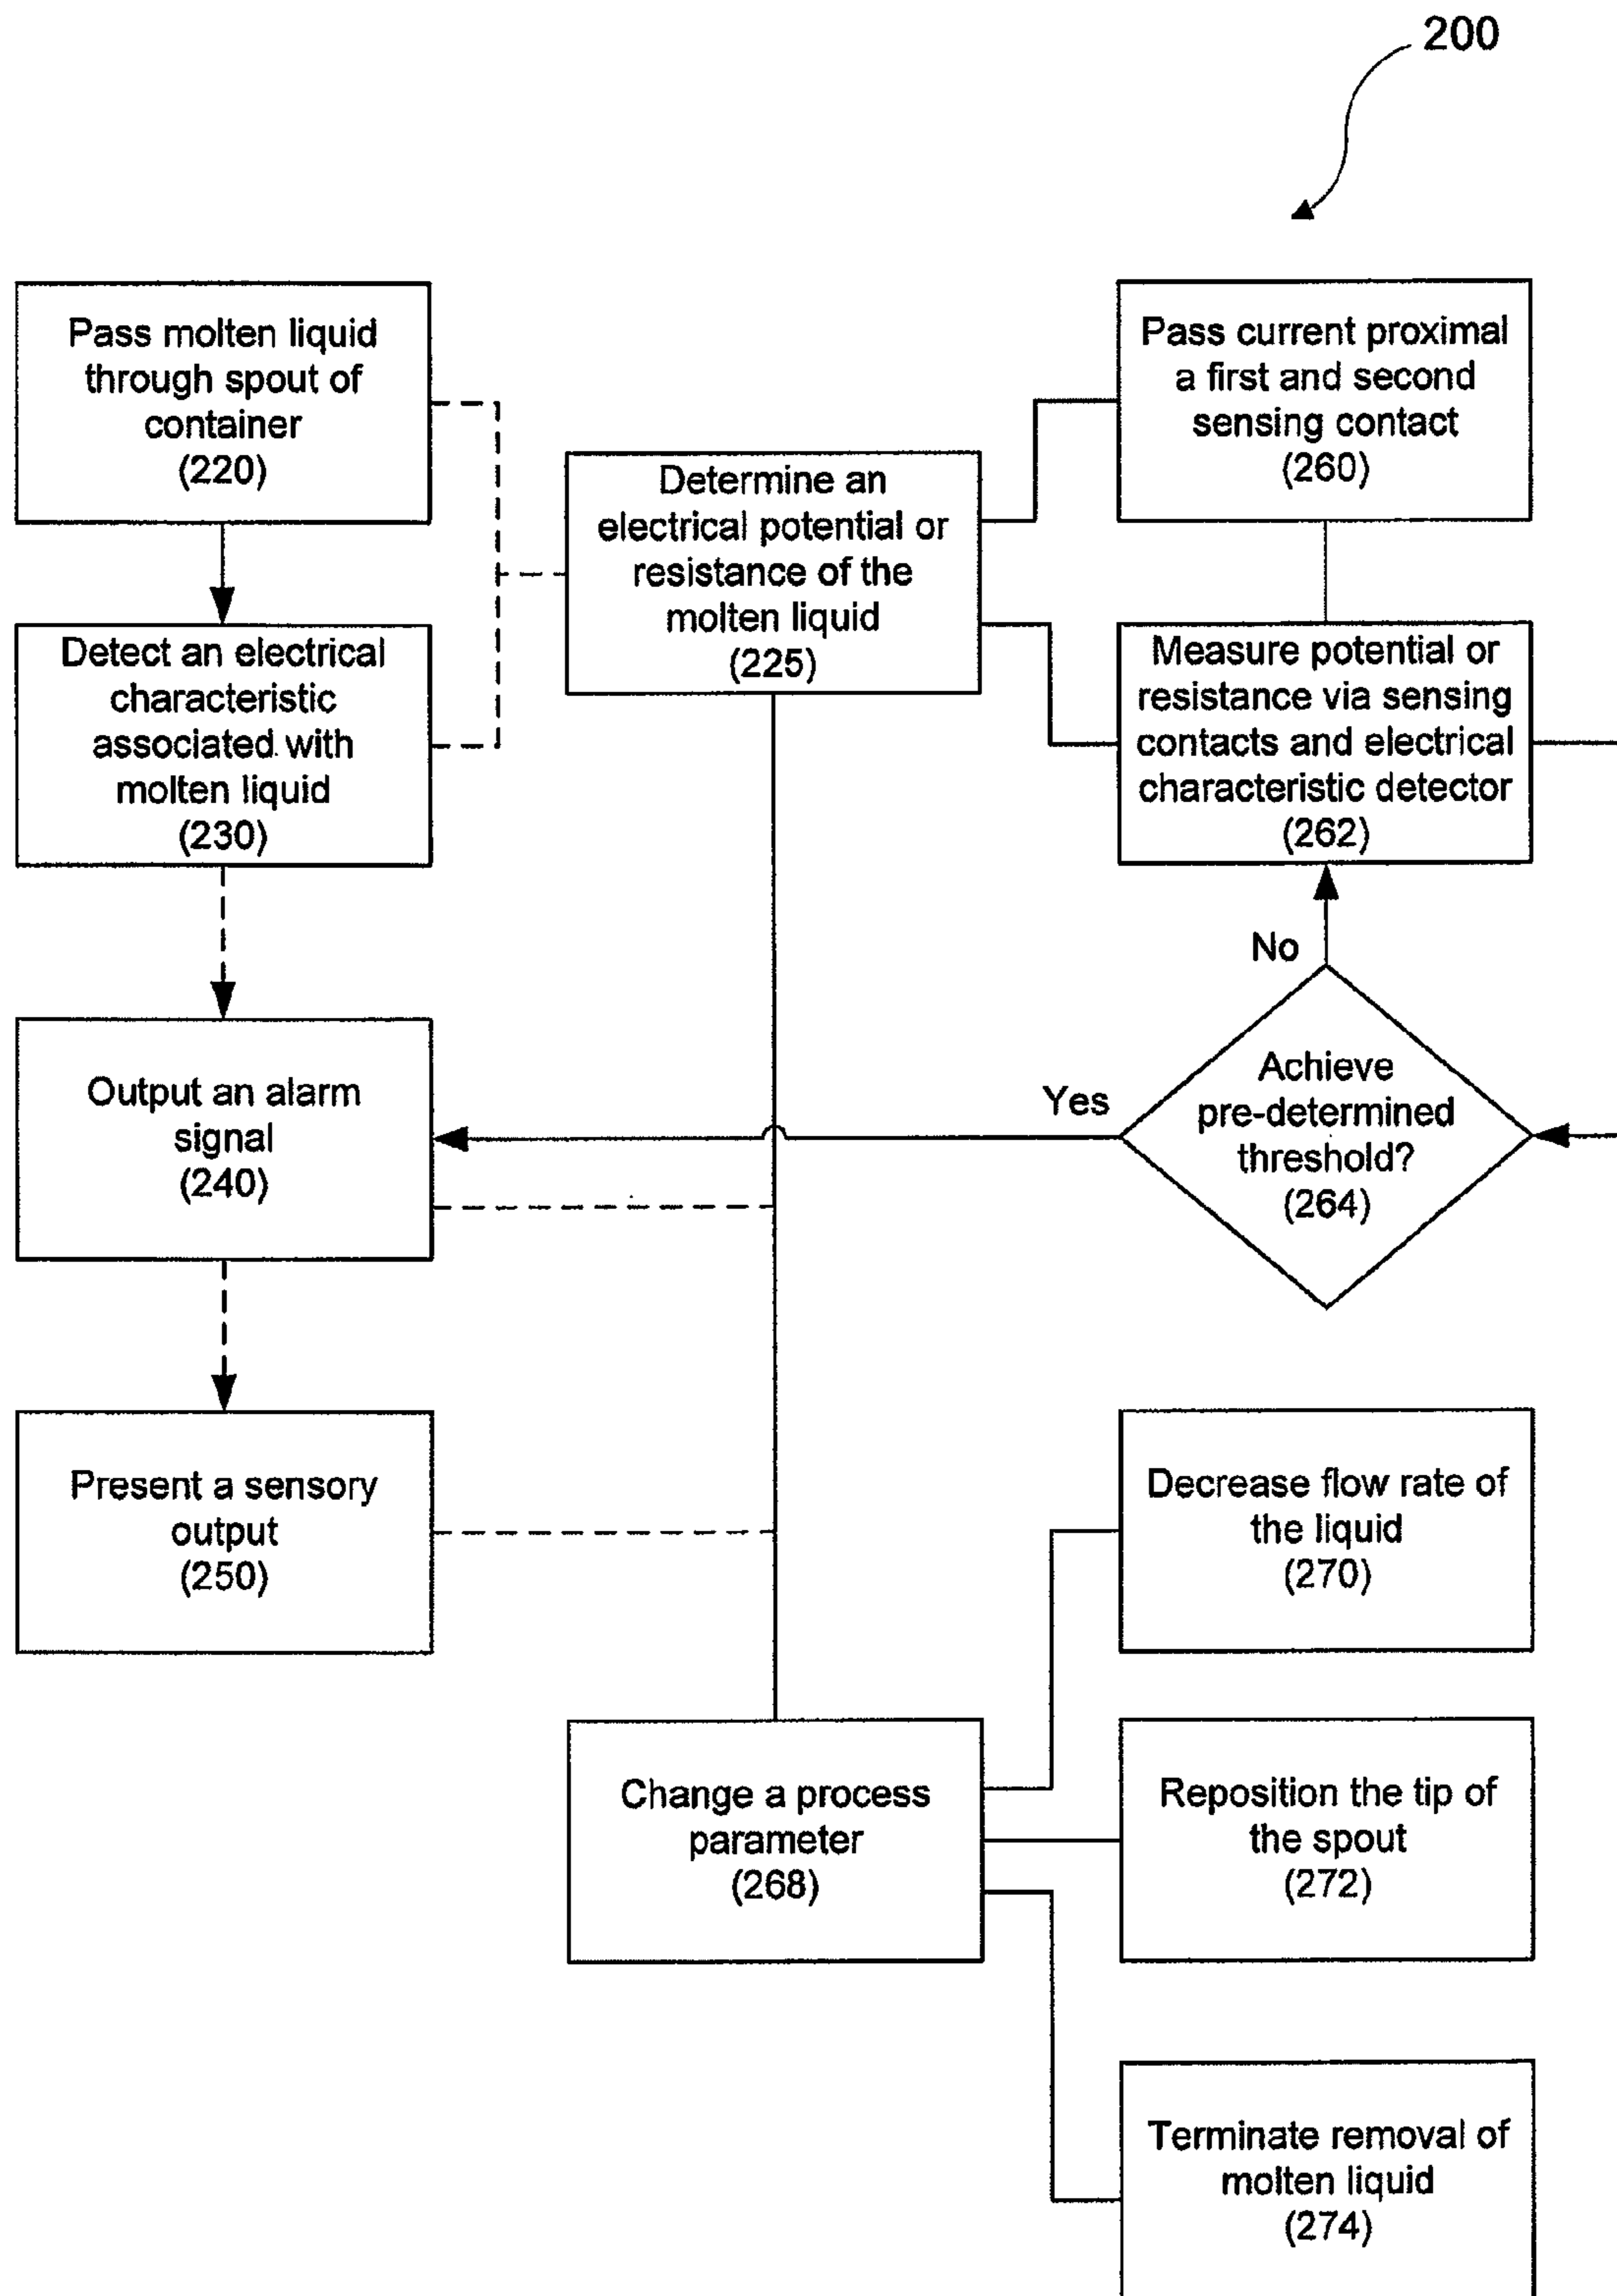 200
Pass molten liquid
through spout of
container
(220)
Detect an electrical
characteristic
associated with
molten liquid
(230)
Output an alarm
signal
(240)
Present a sensory
output
(250)
Determine an
electrical potential or
resistance of the
molten liquid
(225)
Pass current proximal
a first and second
sensing contact
(260)
Measure potential or
resistance via sensing
contacts and electrical
characteristic detector
(262)
No
Yes
Achieve
pre-determined
threshold?
(264)
Change a process
parameter
(268)
Decrease flow rate of
the liquid
(270)
Reposition the tip of
the spout
(272)
Terminate removal of
molten liquid
(274)